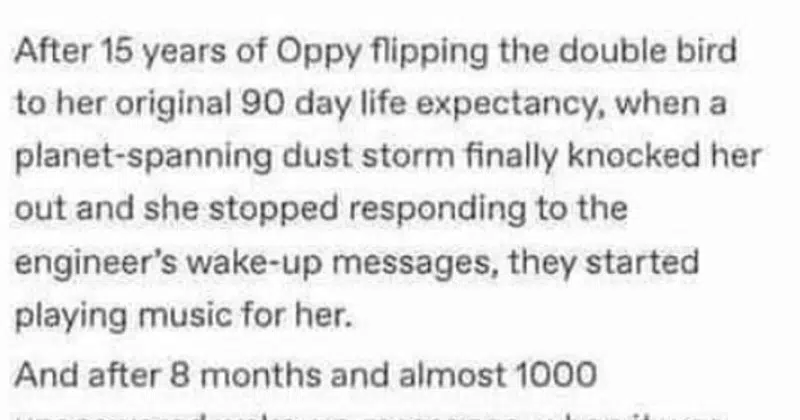 After 15 years of Oppy flipping the double bird
to her original 90 day life expectancy, when a
planet-spanning dust storm finally knocked her
out and she stopped responding to the
engineer's wake-up messages, they started
playing music for her.
And after 8 months and almost 1000